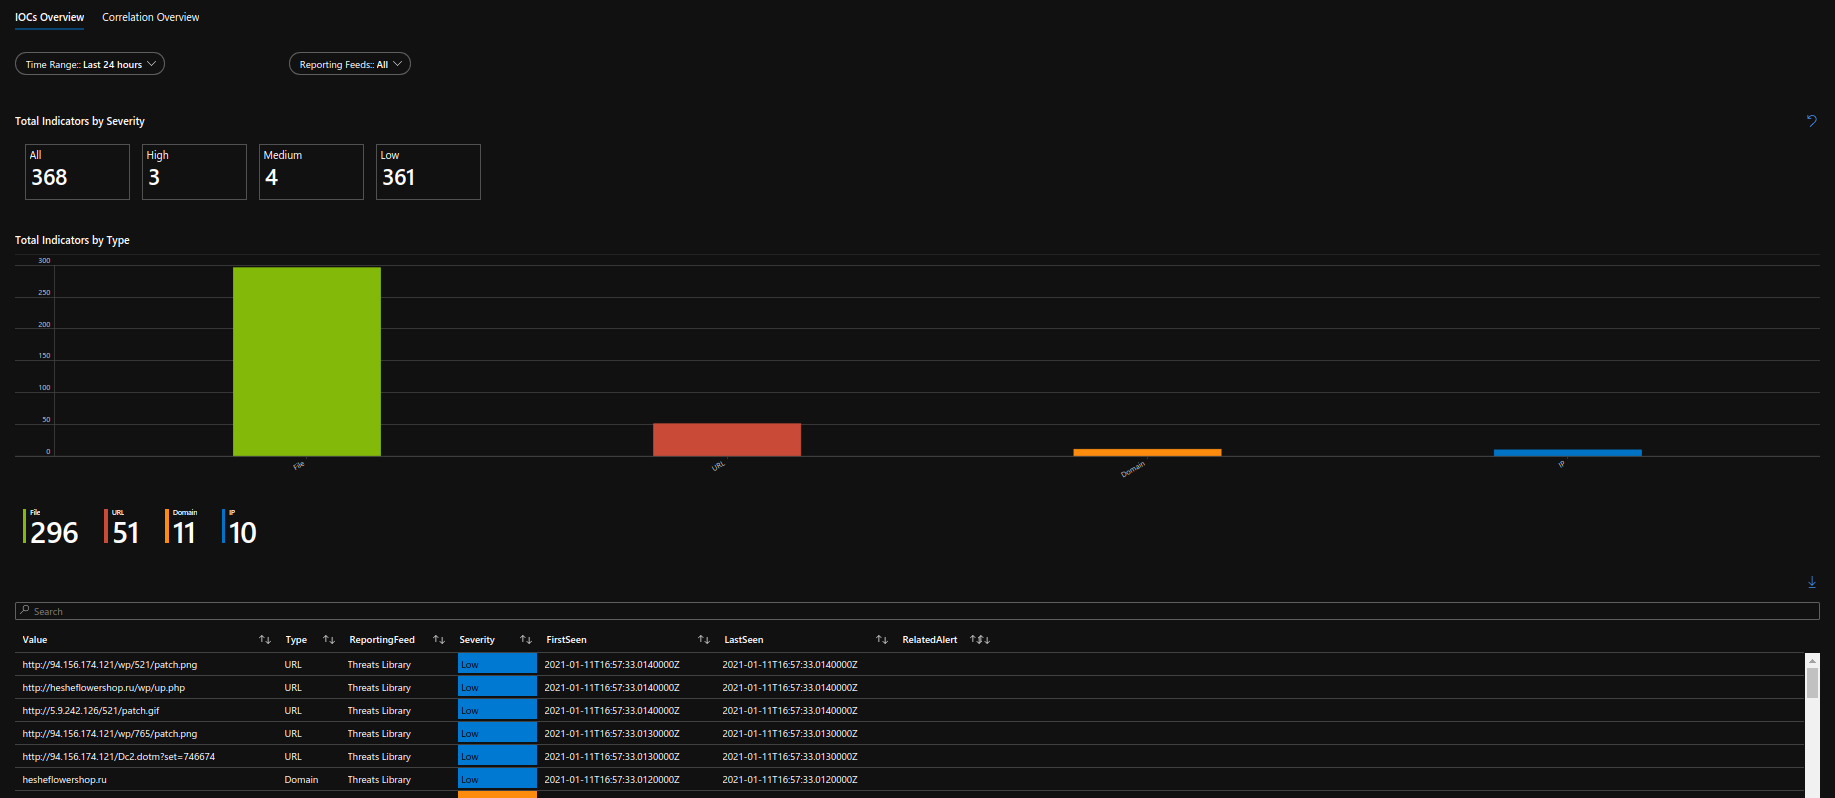 IOCs Overview Correlation Overview
Time Range:: Last 24 hours Reporting Feeds:: All
Total Indicators by Severity
All High Medium Low
368 3 4 361
Total Indicators by Type
300
250
200
150
100
50
0
File URL Domain IP
File URL Domain IP
296 51 11 10
Search
Value Type ReportingFeed Severity FirstSeen LastSeen RelatedAlert
http://94.156.174.121/wp/521/patch.png URL Threats Library Low 2021-01-11T16:57:33.0140000Z 2021-01-11T16:57:33.0140000Z
http://hesheflowershop.ru/wp/up.php URL Threats Library Low 2021-01-11T16:57:33.0140000Z 2021-01-11T16:57:33.0140000Z
http://5.9.242.126/521/patch.gif URL Threats Library Low 2021-01-11T16:57:33.0140000Z 2021-01-11T16:57:33.0140000Z
http://94.156.174.121/wp/765/patch.png URL Threats Library Low 2021-01-11T16:57:33.0130000Z 2021-01-11T16:57:33.0130000Z
http://94.156.174.121/Dc2.dotm?set=746674 URL Threats Library Low 2021-01-11T16:57:33.0130000Z 2021-01-11T16:57:33.0130000Z
hesheflowershop.ru Domain Threats Library Low 2021-01-11T16:57:33.0120000Z 2021-01-11T16:57:33.0120000Z